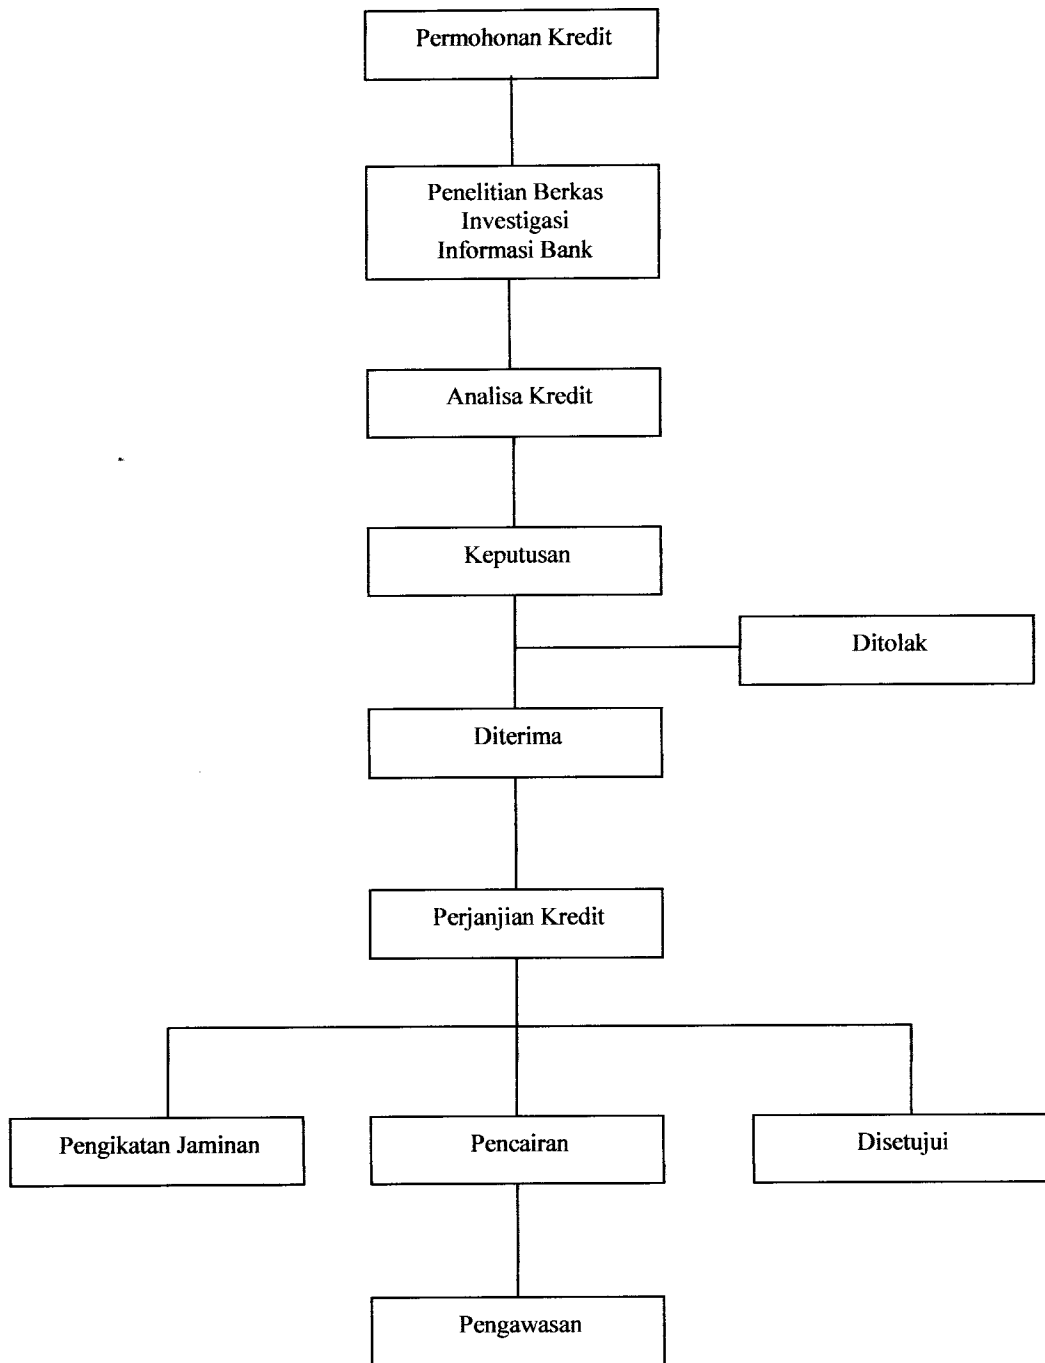 Permohonan Kredit
Penelitian Berkas
Investigasi
Informasi Bank
Analisa Kredit
Keputusan
Ditolak
Diterima
Perjanjian Kredit
Pengikatan Jaminan
Pencairan
Disetujui
Pengawasan